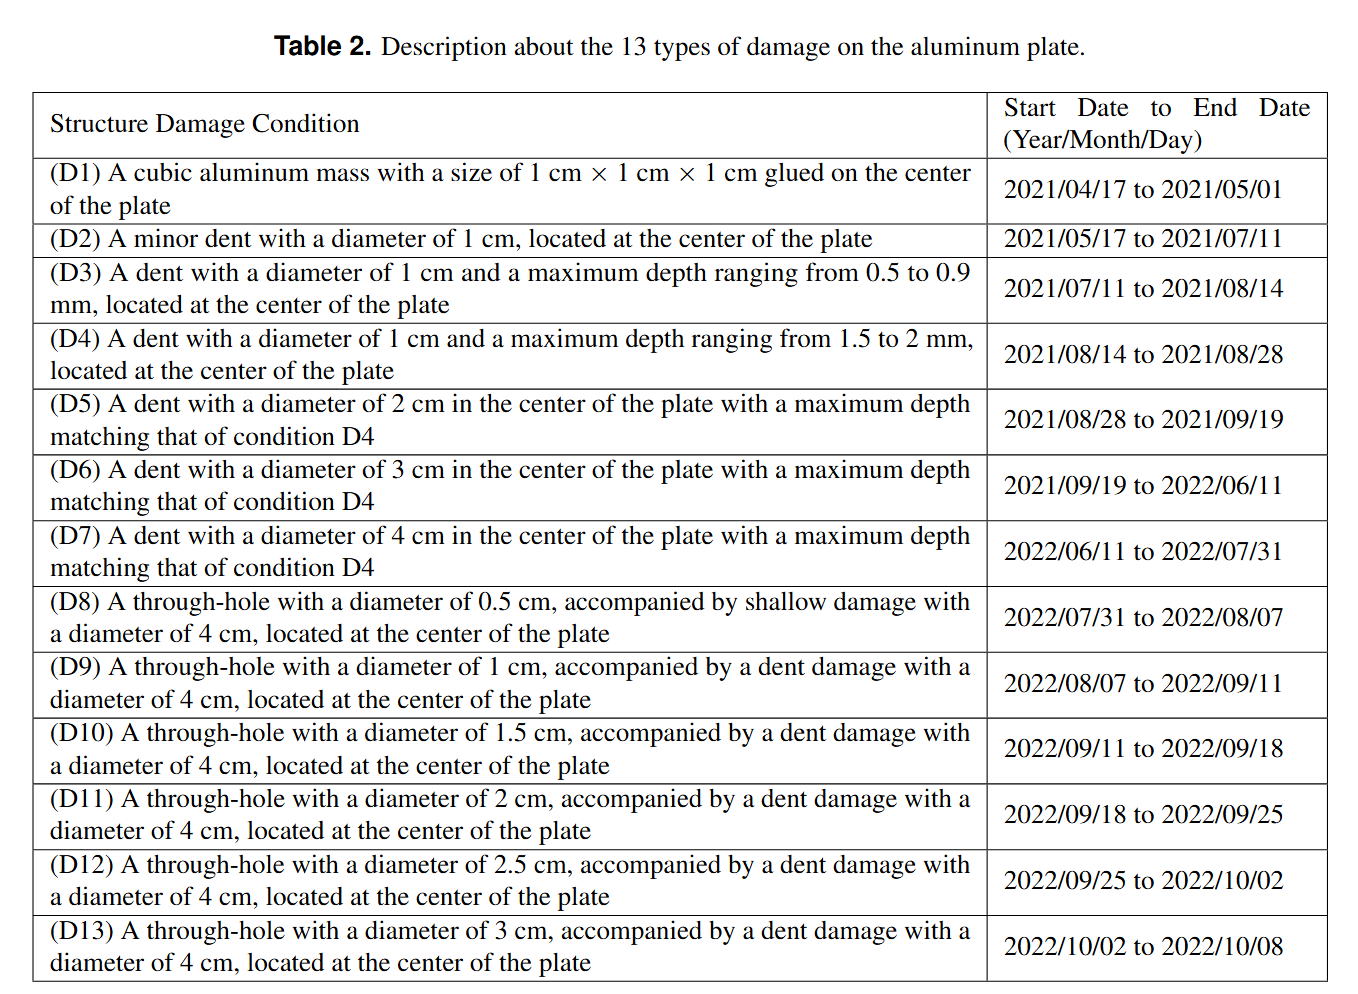 Table 2. Description about the 13 types of damage on the aluminum plate.
Structure Damage Condition
Start Date to End Date
(Year/Month/Day)
(D1) A cubic aluminum mass with a size of 1 cm × 1 cm × 1 cm glued on the center
of the plate
2021/04/17 to 2021/05/01
(D2) A minor dent with a diameter of 1 cm, located at the center of the plate
2021/05/17 to 2021/07/11
(D3) A dent with a diameter of 1 cm and a maximum depth ranging from 0.5 to 0.9
mm, located at the center of the plate
2021/07/11 to 2021/08/14
(D4) A dent with a diameter of 1 cm and a maximum depth ranging from 1.5 to 2 mm,
located at the center of the plate
2021/08/14 to 2021/08/28
(D5) A dent with a diameter of 2 cm in the center of the plate with a maximum depth
matching that of condition D4
2021/08/28 to 2021/09/19
(D6) A dent with a diameter of 3 cm in the center of the plate with a maximum depth
matching that of condition D4
2021/09/19 to 2022/06/11
(D7) A dent with a diameter of 4 cm in the center of the plate with a maximum depth
matching that of condition D4
2022/06/11 to 2022/07/31
(D8) A through-hole with a diameter of 0.5 cm, accompanied by shallow damage with
a diameter of 4 cm, located at the center of the plate
2022/07/31 to 2022/08/07
(D9) A through-hole with a diameter of 1 cm, accompanied by a dent damage with a
diameter of 4 cm, located at the center of the plate
2022/08/07 to 2022/09/11
(D10) A through-hole with a diameter of 1.5 cm, accompanied by a dent damage with
a diameter of 4 cm, located at the center of the plate
2022/09/11 to 2022/09/18
(D11) A through-hole with a diameter of 2 cm, accompanied by a dent damage with a
diameter of 4 cm, located at the center of the plate
2022/09/18 to 2022/09/25
(D12) A through-hole with a diameter of 2.5 cm, accompanied by a dent damage with
a diameter of 4 cm, located at the center of the plate
2022/09/25 to 2022/10/02
(D13) A through-hole with a diameter of 3 cm, accompanied by a dent damage with a
diameter of 4 cm, located at the center of the plate
2022/10/02 to 2022/10/08